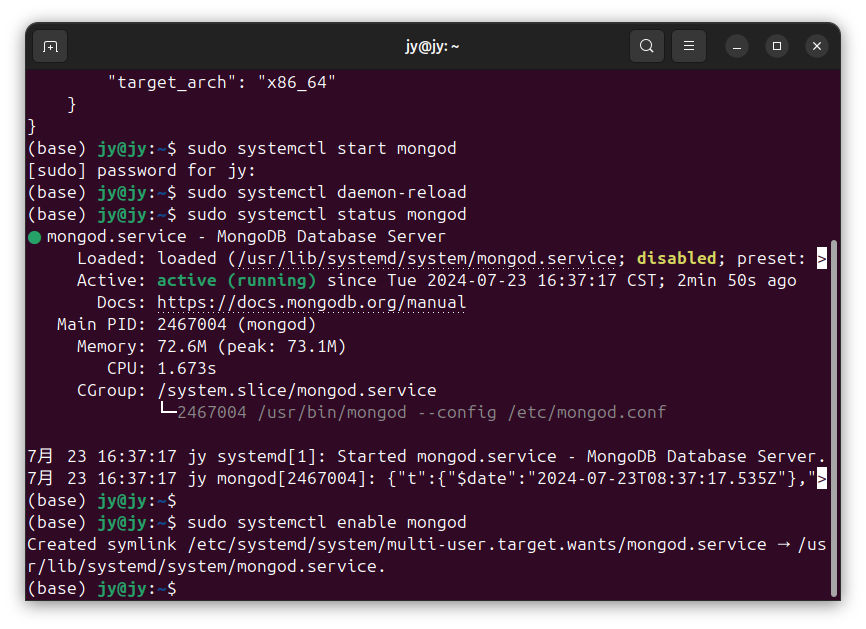 jy@jy: ~
        "target_arch": "x86_64"
    }
}
(base) jy@jy:~$ sudo systemctl start mongod
[sudo] password for jy:
(base) jy@jy:~$ sudo systemctl daemon-reload
(base) jy@jy:~$ sudo systemctl status mongod
● mongod.service - MongoDB Database Server
     Loaded: loaded (/usr/lib/systemd/system/mongod.service; disabled; preset: >
     Active: active (running) since Tue 2024-07-23 16:37:17 CST; 2min 50s ago
       Docs: https://docs.mongodb.org/manual
   Main PID: 2467004 (mongod)
     Memory: 72.6M (peak: 73.1M)
        CPU: 1.673s
     CGroup: /system.slice/mongod.service
             └─2467004 /usr/bin/mongod --config /etc/mongod.conf
7月 23 16:37:17 jy systemd[1]: Started mongod.service - MongoDB Database Server.
7月 23 16:37:17 jy mongod[2467004]: {"t":{"$date":"2024-07-23T08:37:17.535Z"},">
(base) jy@jy:~$
(base) jy@jy:~$ sudo systemctl enable mongod
Created symlink /etc/systemd/system/multi-user.target.wants/mongod.service → /us
r/lib/systemd/system/mongod.service.
(base) jy@jy:~$